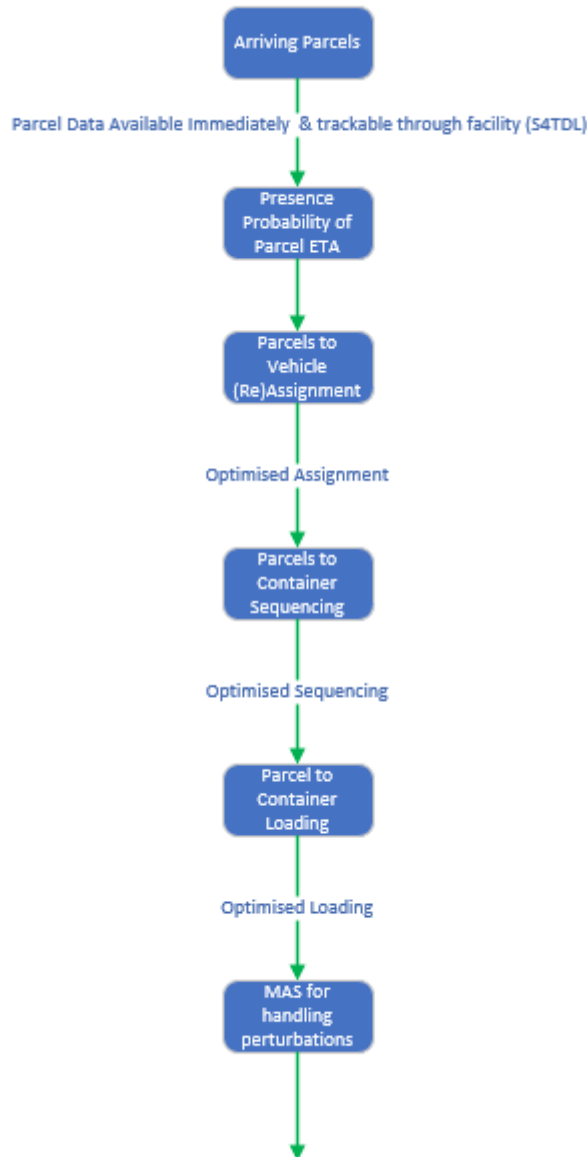 Arriving Parcels
Parcel Data Available Immediately & trackable through facility (S4TDL)
Presence
Probability of
Parcel ETA
Parcels to
Vehicle
(Re)Assignment
Optimised Assignment
Parcels to
Container
Sequencing
Optimised Sequencing
Parcel to
Container
Loading
Optimised Loading
MAS for
handling
perturbations